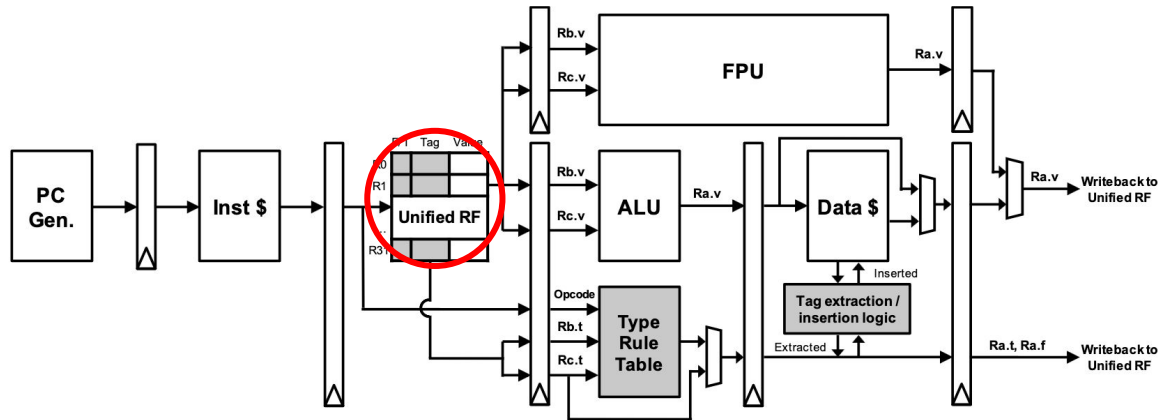 Rb.v
Rc.v
FPU
Ra.v
PC
Gen.
Inst $
Tag
Value
R0
R1
Unified RF
..
R31
Rb.v
Rc.v
ALU
Ra.v
Data $
Ra.v
Writeback to
Unified RF
Inserted
Tag extraction /
insertion logic
Extracted
Opcode
Rb.t
Rc.t
Type
Rule
Table
Ra.t, Ra.f
Writeback to
Unified RF